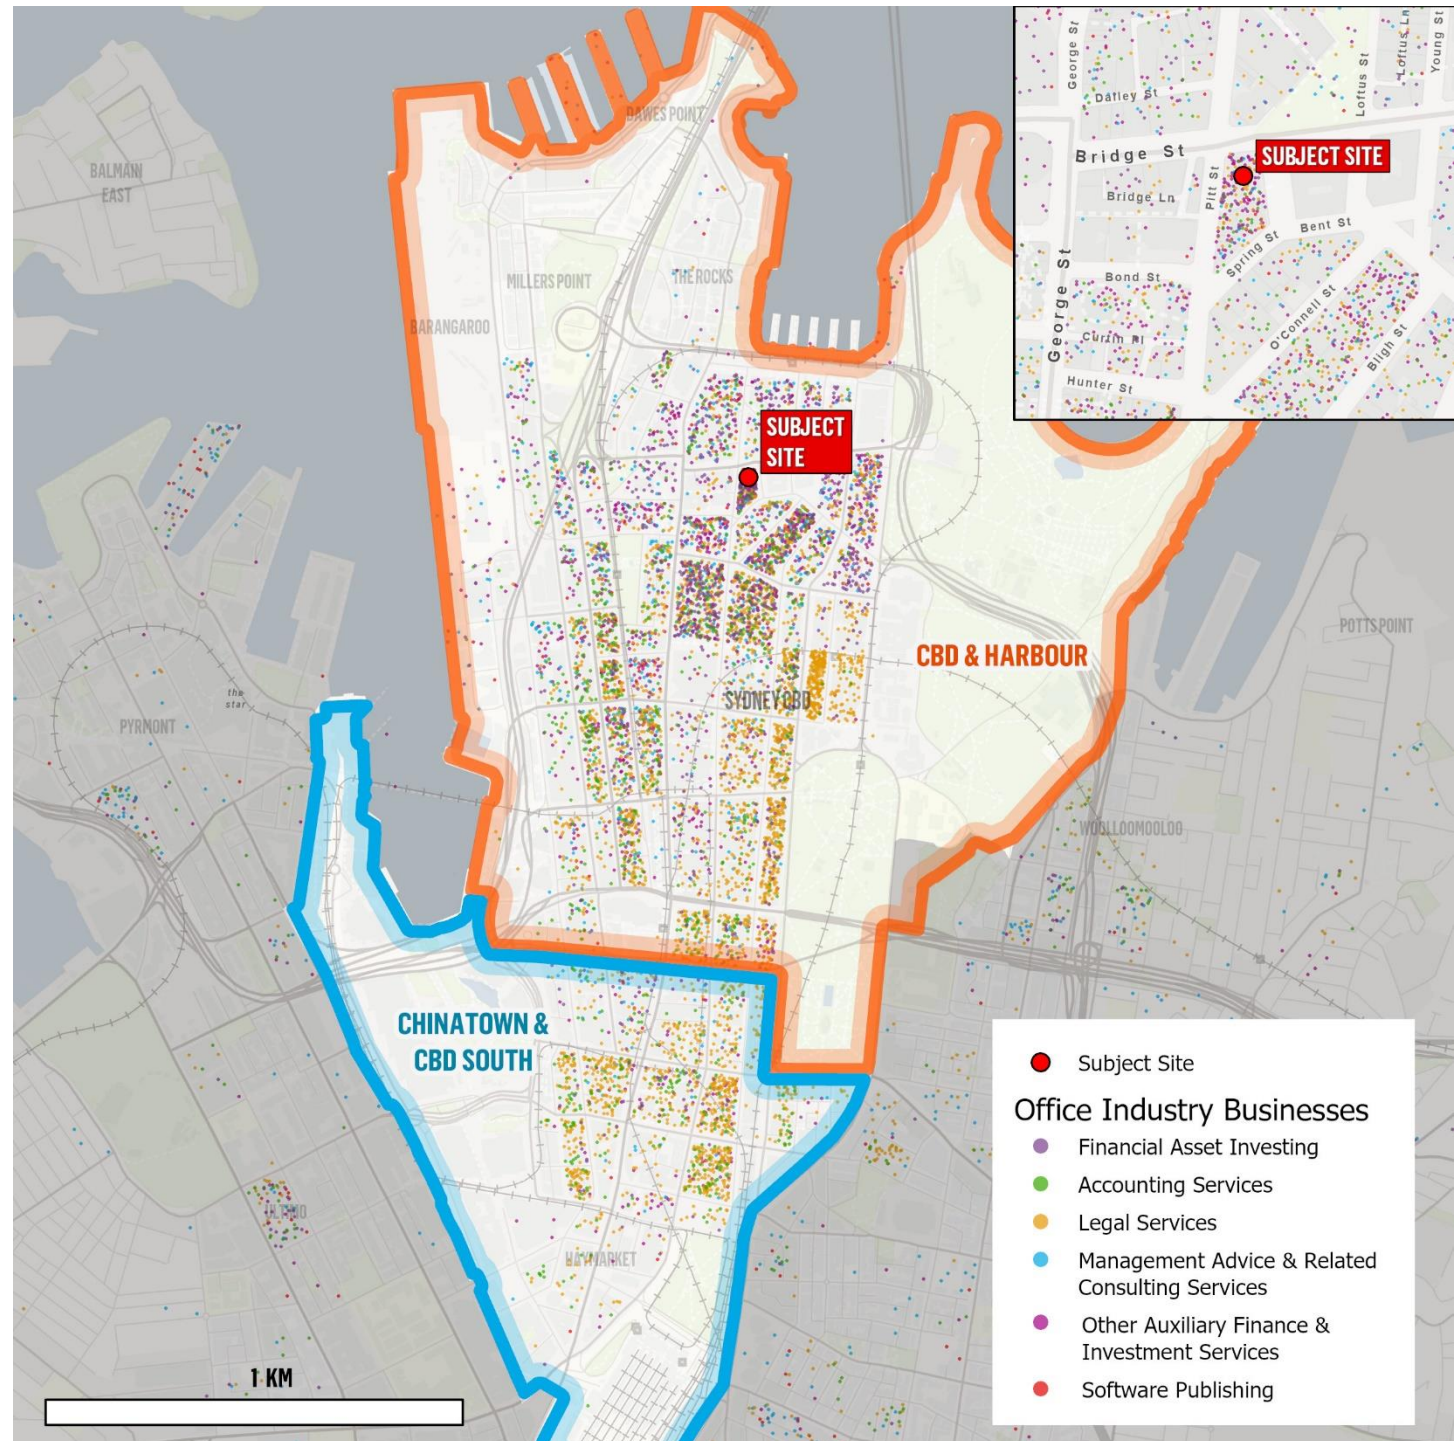 DAWES POINT
BALMAIN
EAST
MILLERS POINT
THE ROCKS
BARANGAROO
SUBJECT
SITE
CBD & HARBOUR
POTTS POINT
SYDNEY CBD
the
star
PYRMONT
WOOLLOOMOOLOO
CHINATOWN &
CBD SOUTH
ULTIMO
HAYMARKET
1 KM
George St
Dalley St
Loftus St
Loftus Ln
Young St
Bridge St
SUBJECT SITE
Pitt St
Bridge Ln
Spring St
Bent St
Bond St
George St
O'Connell St
Curtin Pl
Bligh St
Hunter St
Subject Site
Office Industry Businesses
Financial Asset Investing
Accounting Services
Legal Services
Management Advice & Related
Consulting Services
Other Auxiliary Finance &
Investment Services
Software Publishing